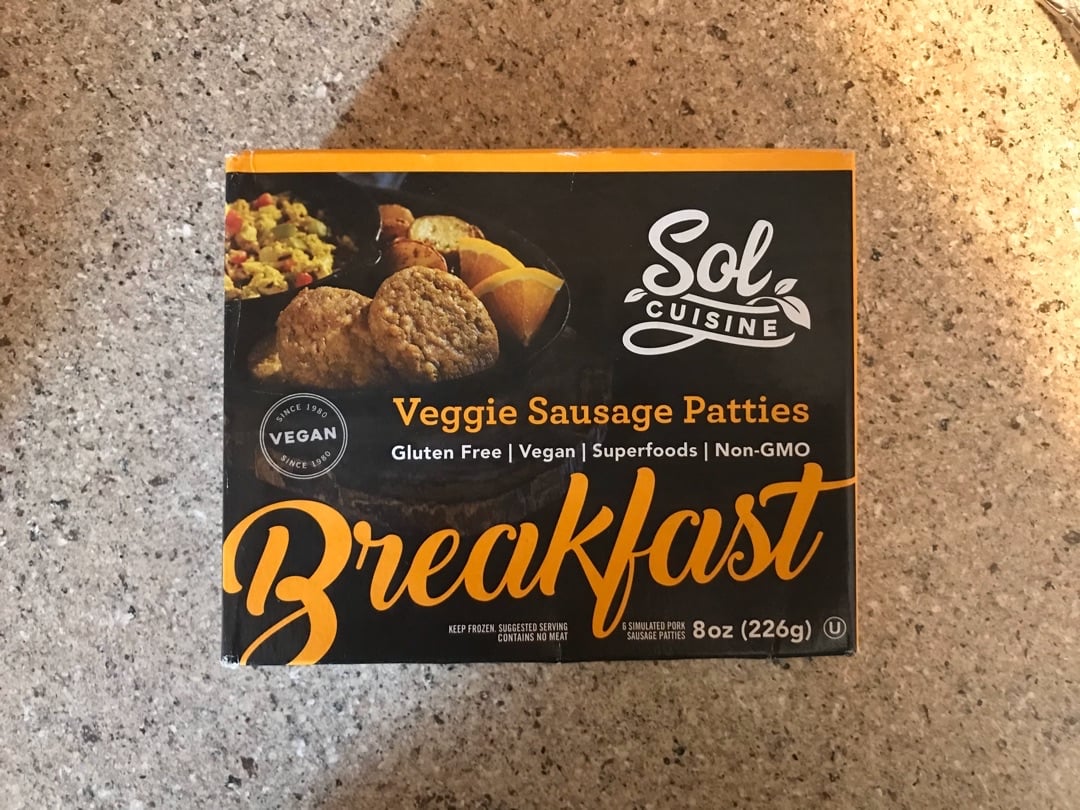 Sol
CUISINE
Veggie Sausage Patties
Gluten Free | Vegan | Superfoods | Non-GMO
SINCE 1980
VEGAN
SINCE 1980
Breakfast
KEEP FROZEN. SUGGESTED SERVING
CONTAINS NO MEAT
6 SIMULATED PORK
SAUSAGE PATTIES
8oz (226g)
U